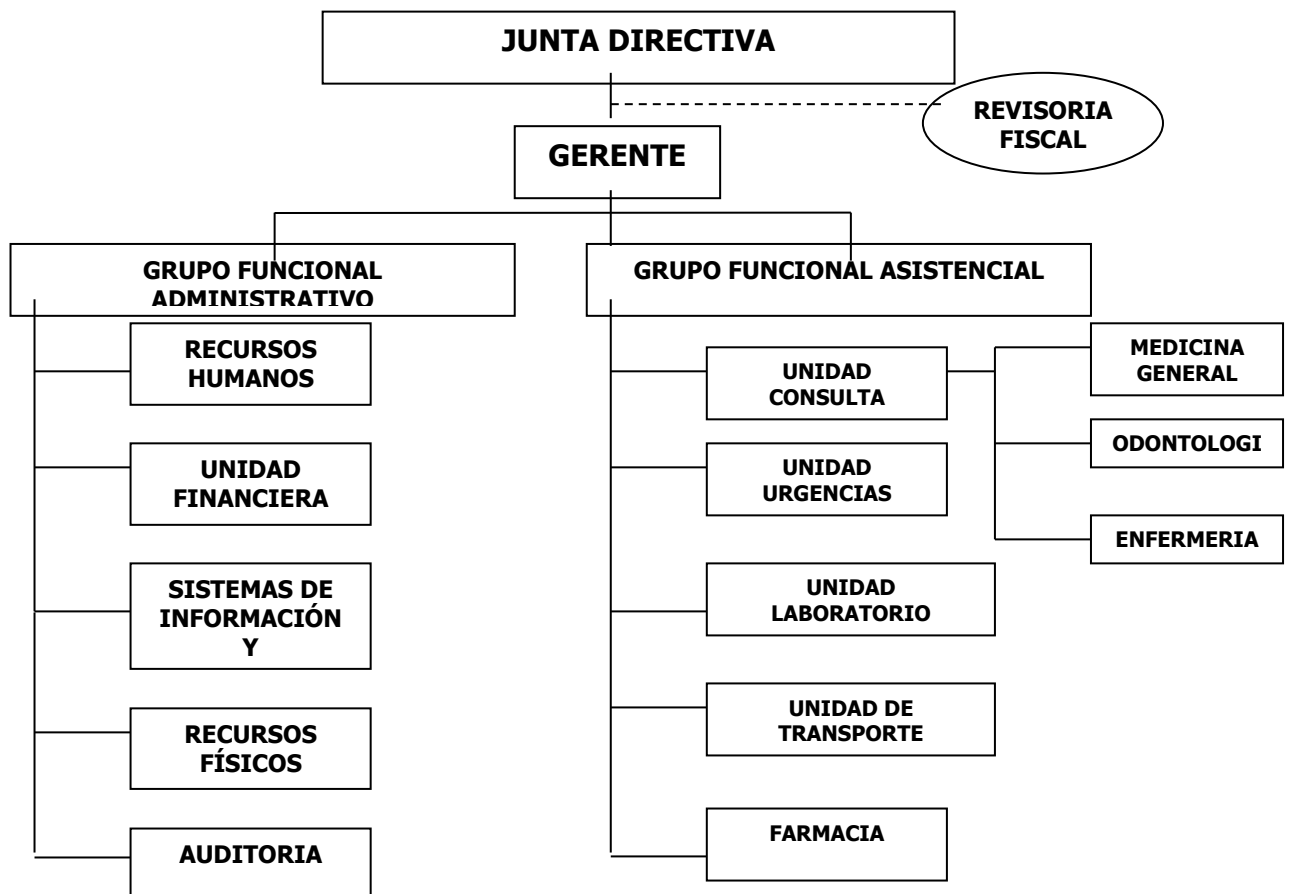 JUNTA DIRECTIVA
REVISORIA
FISCAL
GERENTE
GRUPO FUNCIONAL
ADMINISTRATIVO
GRUPO FUNCIONAL ASISTENCIAL
RECURSOS
HUMANOS
UNIDAD
FINANCIERA
SISTEMAS DE
INFORMACIÓN
Y
RECURSOS
FÍSICOS
AUDITORIA
UNIDAD
CONSULTA
UNIDAD
URGENCIAS
UNIDAD
LABORATORIO
UNIDAD DE
TRANSPORTE
FARMACIA
MEDICINA
GENERAL
ODONTOLOGI
ENFERMERIA